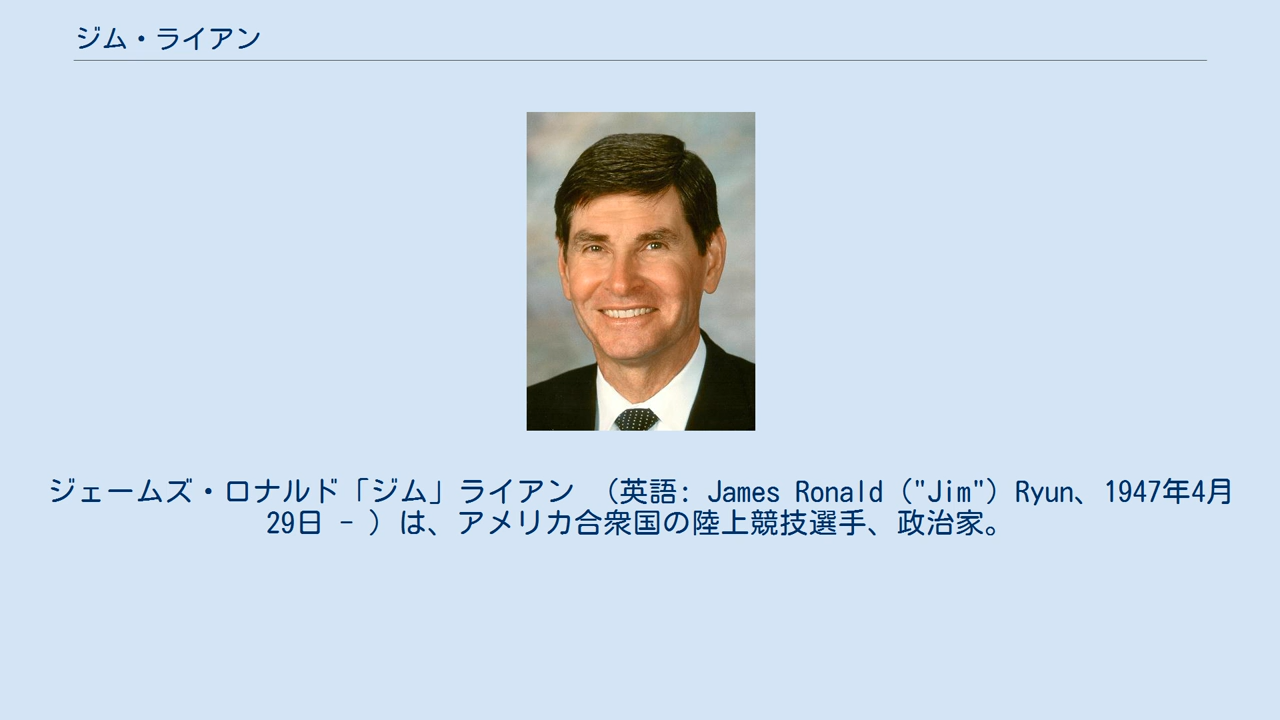 ジム・ライアン
ジェームズ・ロナルド「ジム」ライアン （英語: James Ronald ("Jim") Ryun、1947年4月
29日 - ）は、アメリカ合衆国の陸上競技選手、政治家。